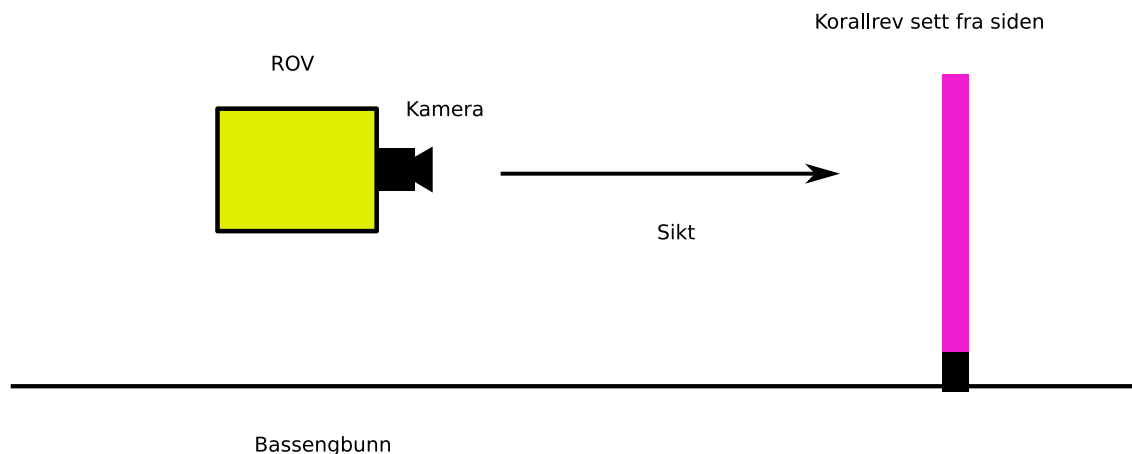 Korallrev sett fra siden
ROV
Kamera
Sikt
Bassengbunn